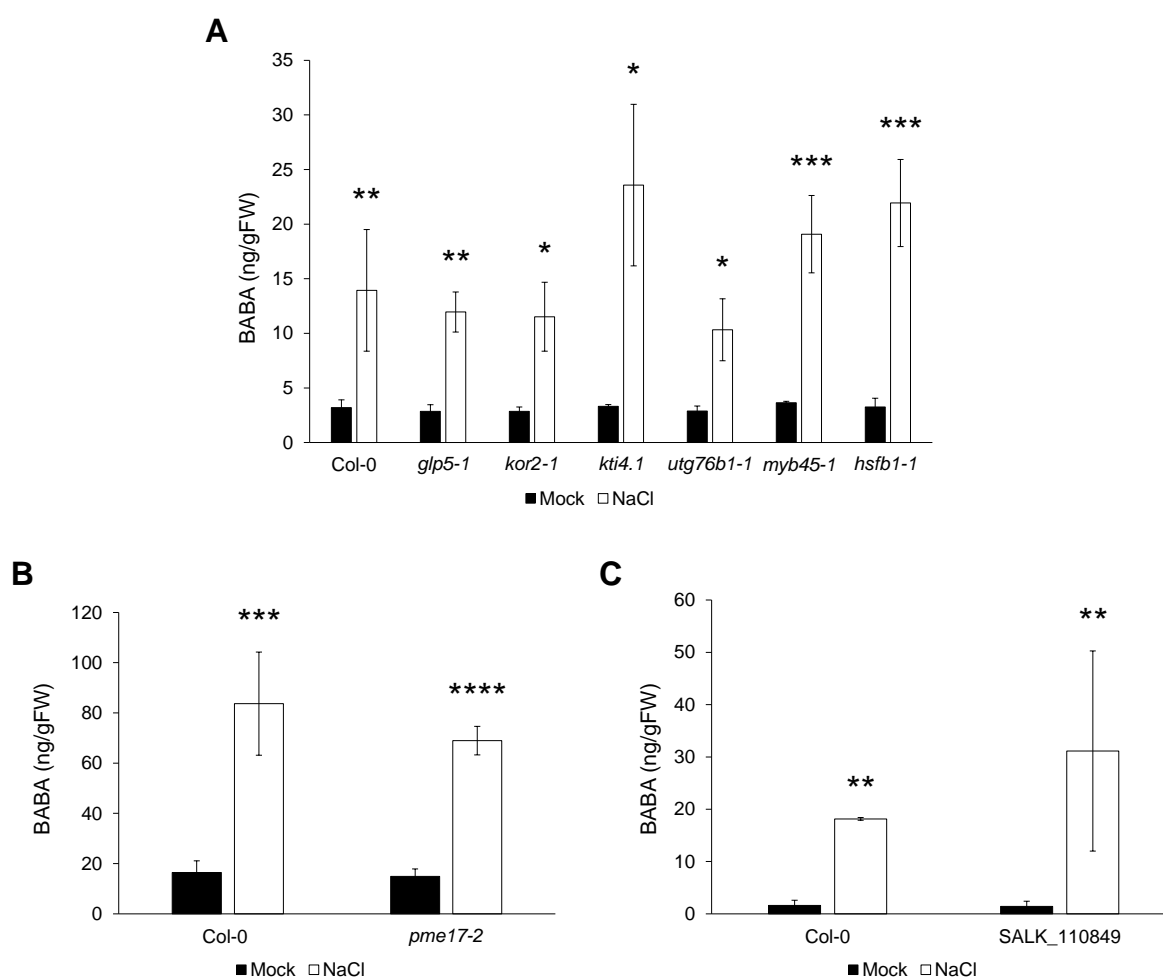 A
BABA (ng/gFW)
35
30
25
20
15
10
5
0
**
**
*
*
*
***
***
Col-0 glp5-1 kor2-1 kti4.1 utg76b1-1 myb45-1 hsfb1-1
Mock NaCl
B
BABA (ng/gFW)
120
100
80
60
40
20
0
***
****
Col-0 pme17-2
Mock NaCl
C
BABA (ng/gFW)
60
50
40
30
20
10
0
**
**
Col-0 SALK_110849
Mock NaCl